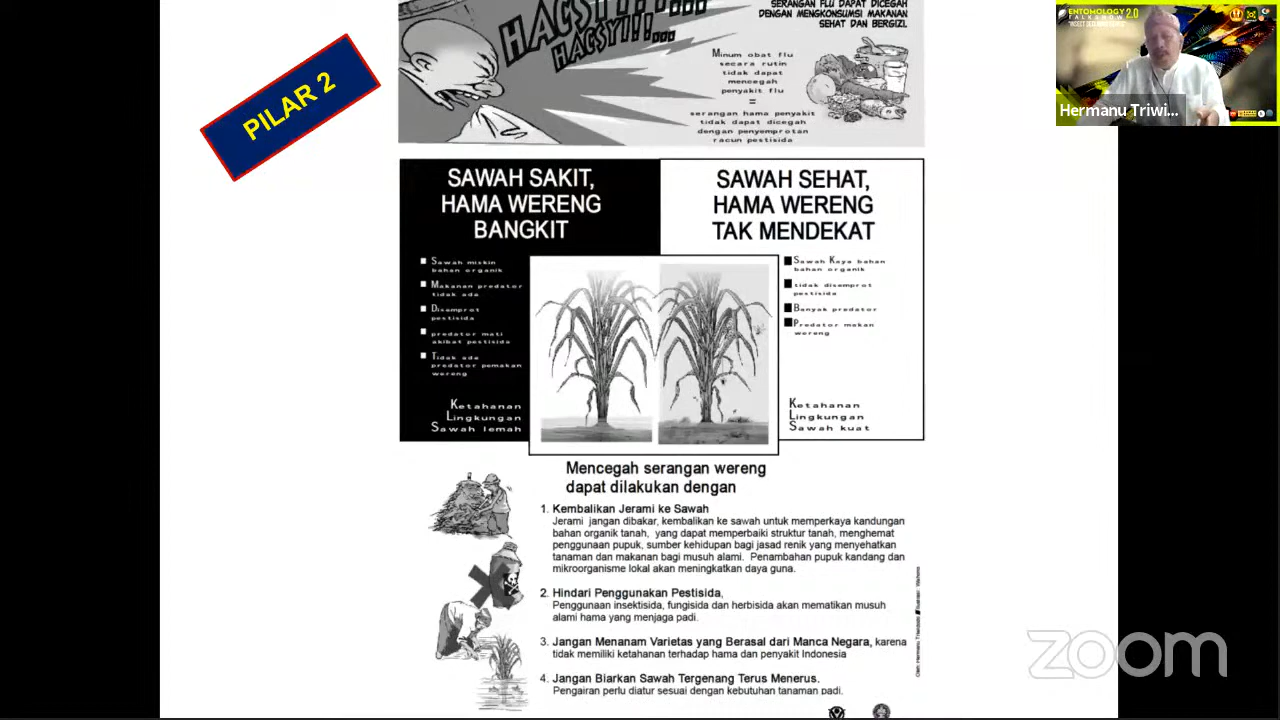 PILAR 2
HACSYI!!!...
HACSYI!!!...
SERANGAN FLU DAPAT DICEGAH
DENGAN MENGKONSUMSI MAKANAN
SEHAT DAN BERGIZI.
Minum obat flu
secara rutin
tidak dapat
mencegah
penyakit flu
=
serangan hama penyakit
tidak dapat dicegah
dengan penyemprotan
racun pestisida
ENTOMOLOGY
TALKSHOW 2.0
Hermanu Triwi...
SAWAH SAKIT,
HAMA WERENG
BANGKIT
Sawah miskin
bahan organik
Makanan predator
tidak ada
Disemprot
pestisida
predator mati
akibat pestisida
Tidak ada
predator pemakan
wereng
Ketahanan
Lingkungan
Sawah lemah
SAWAH SEHAT,
HAMA WERENG
TAK MENDEKAT
Sawah Kaya bahan
bahan organik
tidak disemprot
pestisida
Banyak predator
Predator makan
wereng
Ketahanan
Lingkungan
Sawah kuat
Mencegah serangan wereng
dapat dilakukan dengan
1. Kembalikan Jerami ke Sawah
Jerami jangan dibakar, kembalikan ke sawah untuk memperkaya kandungan
bahan organik tanah, yang dapat memperbaiki struktur tanah, menghemat
penggunaan pupuk, sumber kehidupan bagi jasad renik yang menyehatkan
tanaman dan makanan bagi musuh alami. Penambahan pupuk kandang dan
mikroorganisme lokal akan meningkatkan daya guna.
2. Hindari Penggunakan Pestisida,
Penggunaan insektisida, fungisida dan herbisida akan mematikan musuh
alami hama yang menjaga padi.
3. Jangan Menanam Varietas yang Berasal dari Manca Negara, karena
tidak memiliki ketahanan terhadap hama dan penyakit Indonesia
4. Jangan Biarkan Sawah Tergenang Terus Menerus.
Pengairan perlu diatur sesuai dengan kebutuhan tanaman padi.
zoom